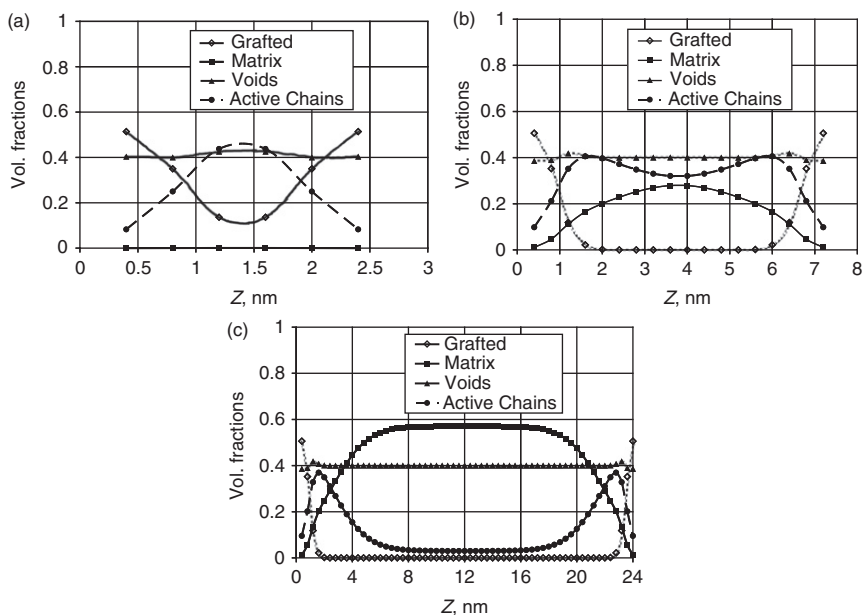 (a)
1
0.8
0.6
0.4
0.2
0
Vol. fractions
Grafted
Matrix
Voids
Active Chains
0 0.5 1 1.5 2 2.5 3
Z, nm
(b)
1
0.8
0.6
0.4
0.2
0
Vol. fractions
Grafted
Matrix
Voids
Active Chains
0 1 2 3 4 5 6 7 8
Z, nm
(c)
1
0.8
0.6
0.4
0.2
0
Vol. fractions
Grafted
Matrix
Voids
Active Chains
0 4 8 12 16 20 24
Z, nm